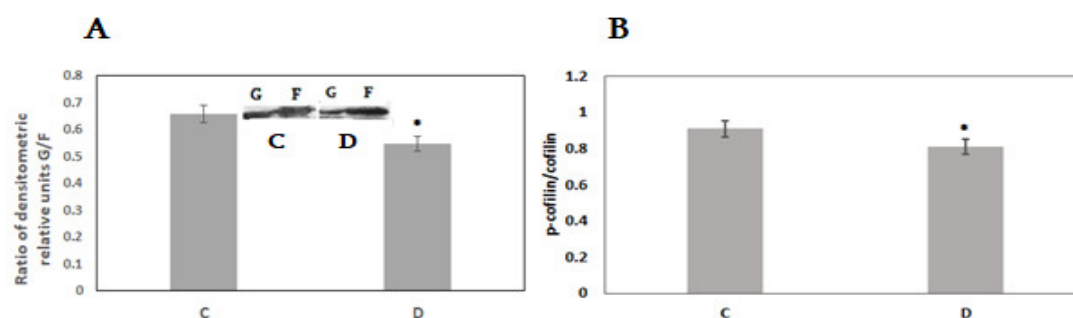 A
Ratio of densitometric
relative units G/F
0.8
0.7
0.6
0.5
0.4
0.3
0.2
0.1
0
G F G F
C D
*
C D
B
p-cofilin/cofilin
1.2
1
0.8
0.6
0.4
0.2
0
*
C D